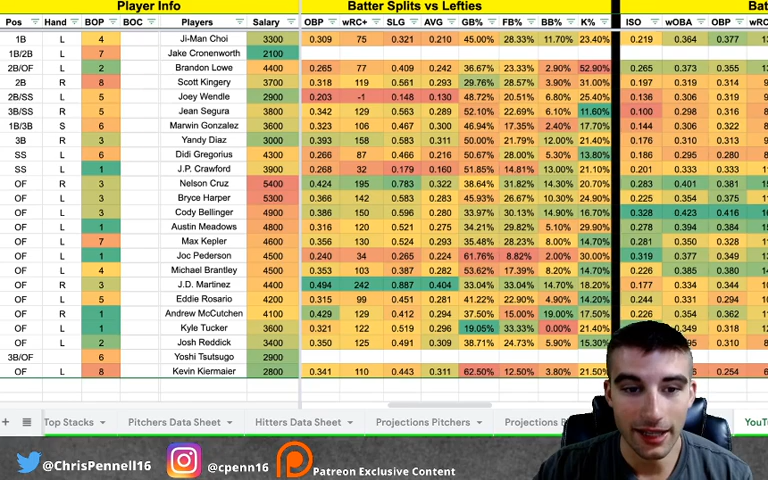 Player Info Batter Splits vs Lefties
Pos Hand BOP BOC Players Salary OBP wRC+ SLG AVG GB% FB% BB% K% ISO wOBA OBP
1B L 4 Ji-Man Choi 3300 0.309 75 0.321 0.210 45.00% 28.33% 11.70% 23.40% 0.219 0.364 0.377
1B/2B L 7 Jake Cronenworth 2100
2B/OF L 2 Brandon Lowe 4400 0.265 77 0.409 0.242 36.67% 23.33% 2.90% 52.90% 0.265 0.373 0.355
2B R 8 Scott Kingery 3700 0.318 119 0.561 0.293 29.76% 28.57% 3.90% 31.00% 0.197 0.319 0.314
2B/SS L 5 Joey Wendle 2900 0.203 -1 0.148 0.130 48.72% 20.51% 6.80% 25.40% 0.136 0.306 0.319
3B/SS R 5 Jean Segura 3800 0.342 129 0.563 0.289 52.10% 22.69% 6.10% 11.60% 0.100 0.298 0.316
1B/3B S 6 Marwin Gonzalez 3600 0.323 106 0.467 0.300 46.94% 17.35% 2.40% 17.70% 0.144 0.306 0.322
3B R 3 Yandy Diaz 3000 0.393 158 0.583 0.311 50.00% 21.79% 12.00% 21.40% 0.176 0.310 0.313
SS L 6 Didi Gregorius 4300 0.266 87 0.466 0.216 50.67% 28.00% 5.30% 13.80% 0.186 0.295 0.280
SS L 1 J.P. Crawford 3900 0.268 32 0.179 0.160 51.85% 14.81% 13.00% 21.10% 0.201 0.333 0.333
OF R 3 Nelson Cruz 5400 0.424 195 0.783 0.322 38.64% 31.82% 14.30% 20.70% 0.283 0.401 0.381
OF L 3 Bryce Harper 5300 0.366 142 0.583 0.283 45.93% 26.67% 10.30% 24.90% 0.225 0.354 0.375
OF L 3 Cody Bellinger 4900 0.386 150 0.596 0.280 33.97% 30.13% 14.90% 16.70% 0.328 0.423 0.416
OF L 1 Austin Meadows 4800 0.316 120 0.521 0.275 34.21% 29.82% 5.10% 29.90% 0.278 0.394 0.384
OF L 7 Max Kepler 4600 0.356 130 0.524 0.293 35.48% 28.23% 8.00% 14.70% 0.281 0.350 0.328
OF L 1 Joc Pederson 4500 0.240 34 0.265 0.224 61.76% 8.82% 2.00% 30.00% 0.319 0.377 0.349
OF L 4 Michael Brantley 4500 0.353 103 0.387 0.282 53.62% 17.39% 8.20% 14.70% 0.226 0.385 0.380
OF R 3 J.D. Martinez 4400 0.494 242 0.887 0.404 33.04% 33.04% 14.70% 18.20% 0.177 0.334 0.344
OF L 5 Eddie Rosario 4200 0.315 99 0.451 0.281 41.22% 22.90% 4.90% 14.20% 0.244 0.331 0.294
OF R 1 Andrew McCutchen 4100 0.429 129 0.412 0.294 37.50% 15.00% 19.00% 17.50% 0.226 0.354 0.362
OF L 1 Kyle Tucker 3600 0.321 122 0.519 0.296 19.05% 33.33% 0.00% 21.40% 0.349 0.318
OF L 2 Josh Reddick 3400 0.350 125 0.491 0.309 38.71% 24.73% 5.90% 15.30%
3B/OF 6 Yoshi Tsutsugo 2900
OF L 8 Kevin Kiermaier 2800 0.341 110 0.443 0.311 62.50% 12.50% 3.80% 21.50% 0.254
+ Top Stacks Pitchers Data Sheet Hitters Data Sheet Projections Pitchers Projections
@ChrisPennell16 @cpenn16 Patreon Exclusive Content